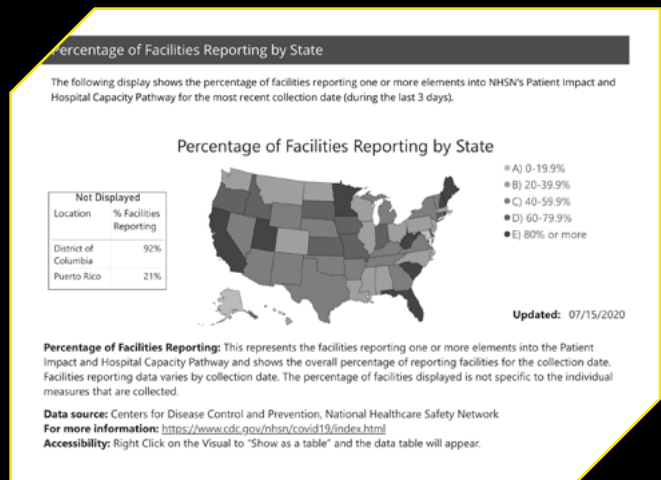 Percentage of Facilities Reporting by State
The following display shows the percentage of facilities reporting one or more elements into NHSN's Patient Impact and
Hospital Capacity Pathway for the most recent collection date (during the last 3 days).
Percentage of Facilities Reporting by State
A) 0-19.9%
B) 20-39.9%
C) 40-59.9%
D) 60-79.9%
E) 80% or more
Not Displayed
Location % Facilities
Reporting
District of 92%
Columbia
Puerto Rico 21%
Updated: 07/15/2020
Percentage of Facilities Reporting: This represents the facilities reporting one or more elements into the Patient
Impact and Hospital Capacity Pathway and shows the overall percentage of reporting facilities for the collection date.
Facilities reporting data varies by collection date. The percentage of facilities displayed is not specific to the individual
measures that are collected.
Data source: Centers for Disease Control and Prevention, National Healthcare Safety Network
For more information: https://www.cdc.gov/nhsn/covid19/index.html
Accessibility: Right Click on the Visual to "Show as a table" and the data table will appear.